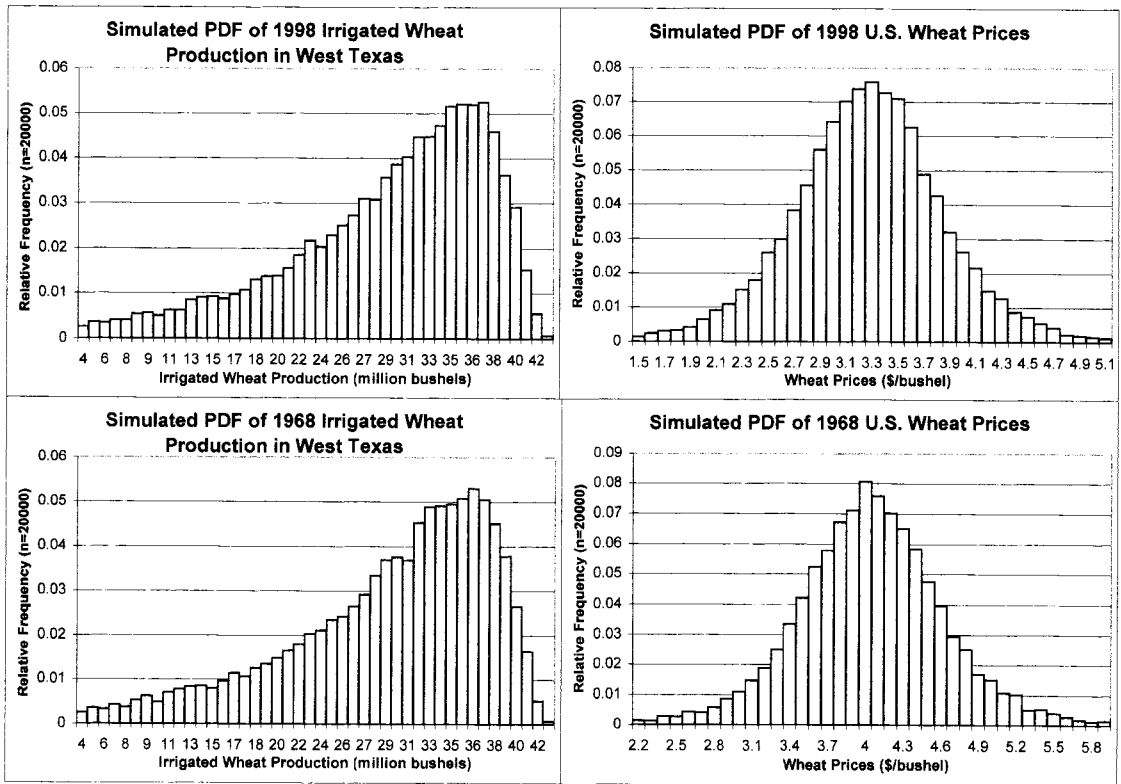 Simulated PDF of 1998 Irrigated Wheat
Production in West Texas
Relative Frequency (n=20000)
0.06
0.05
0.04
0.03
0.02
0.01
0
4 6 8 9 11 13 15 17 18 20 22 24 26 27 29 31 33 35 36 38 40 42
Irrigated Wheat Production (million bushels)
Simulated PDF of 1998 U.S. Wheat Prices
Relative Frequency (n=20000)
0.08
0.07
0.06
0.05
0.04
0.03
0.02
0.01
0
1.5 1.7 1.9 2.1 2.3 2.5 2.7 2.9 3.1 3.3 3.5 3.7 3.9 4.1 4.3 4.5 4.7 4.9 5.1
Wheat Prices ($/bushel)
Simulated PDF of 1968 Irrigated Wheat
Production in West Texas
Relative Frequency (n=20000)
0.06
0.05
0.04
0.03
0.02
0.01
0
4 6 8 9 11 13 15 17 18 20 22 24 26 27 29 31 33 35 36 38 40 42
Irrigated Wheat Production (million bushels)
Simulated PDF of 1968 U.S. Wheat Prices
Relative Frequency (n=20000)
0.09
0.08
0.07
0.06
0.05
0.04
0.03
0.02
0.01
0
2.2 2.5 2.8 3.1 3.4 3.7 4 4.3 4.6 4.9 5.2 5.5 5.8
Wheat Prices ($/bushel)